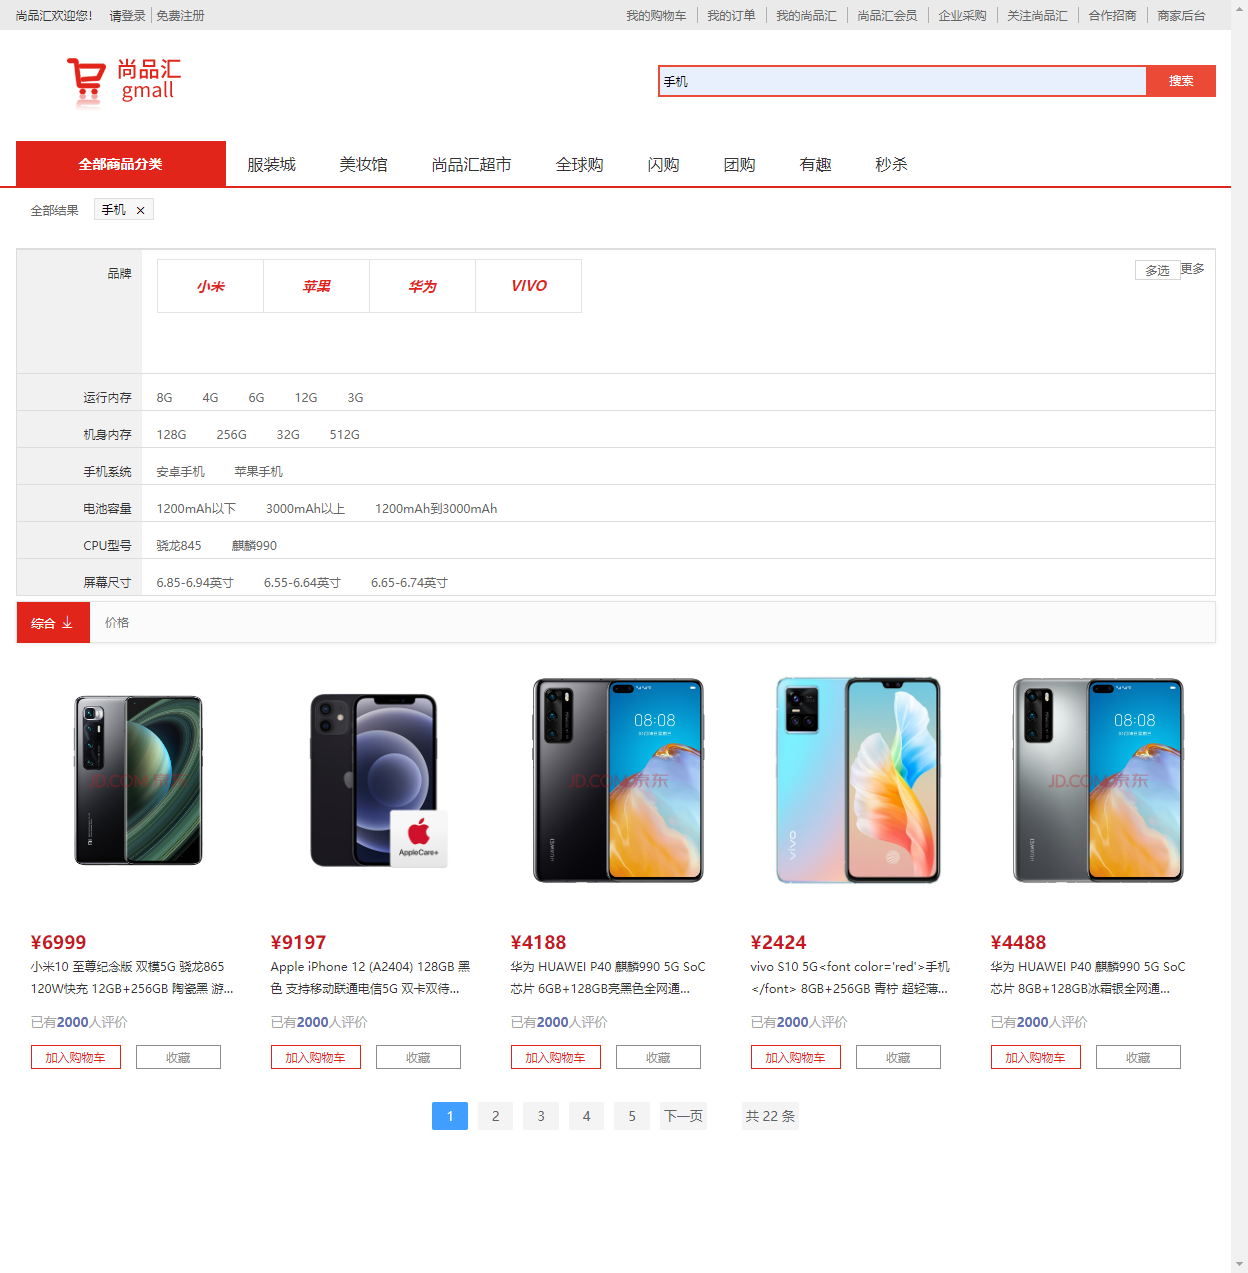 尚品汇欢迎您! 请登录 免费注册 我的购物车 我的订单 我的尚品汇 尚品汇会员 企业采购 关注尚品汇 合作招商 商家后台
尚品汇
gmall
手机 搜索
全部商品分类 服装城 美妆馆 尚品汇超市 全球购 闪购 团购 有趣 秒杀
全部结果 手机 ×
品牌 小米 苹果 华为 VIVO 多选 更多
运行内存 8G 4G 6G 12G 3G
机身内存 128G 256G 32G 512G
手机系统 安卓手机 苹果手机
电池容量 1200mAh以下 3000mAh以上 1200mAh到3000mAh
CPU型号 骁龙845 麒麟990
屏幕尺寸 6.85-6.94英寸 6.55-6.64英寸 6.65-6.74英寸
综合 ↓ 价格
JD.COM 京东
AppleCare+
08:08
JD.COM 京东
HUAWEI
vivo
08:08
JD.COM 京东
HUAWEI
¥6999 ¥9197 ¥4188 ¥2424 ¥4488
小米10 至尊纪念版 双模5G 骁龙865 Apple iPhone 12 (A2404) 128GB 黑 华为 HUAWEI P40 麒麟990 5G SoC vivo S10 5G<font color='red'>手机 华为 HUAWEI P40 麒麟990 5G SoC
120W快充 12GB+256GB 陶瓷黑 游... 色 支持移动联通电信5G 双卡双待... 芯片 6GB+128GB亮黑色全网通... </font> 8GB+256GB 青柠 超轻薄... 芯片 8GB+128GB冰霜银全网通...
已有2000人评价 已有2000人评价 已有2000人评价 已有2000人评价 已有2000人评价
加入购物车 收藏 加入购物车 收藏 加入购物车 收藏 加入购物车 收藏 加入购物车 收藏
1 2 3 4 5 下一页 共 22 条